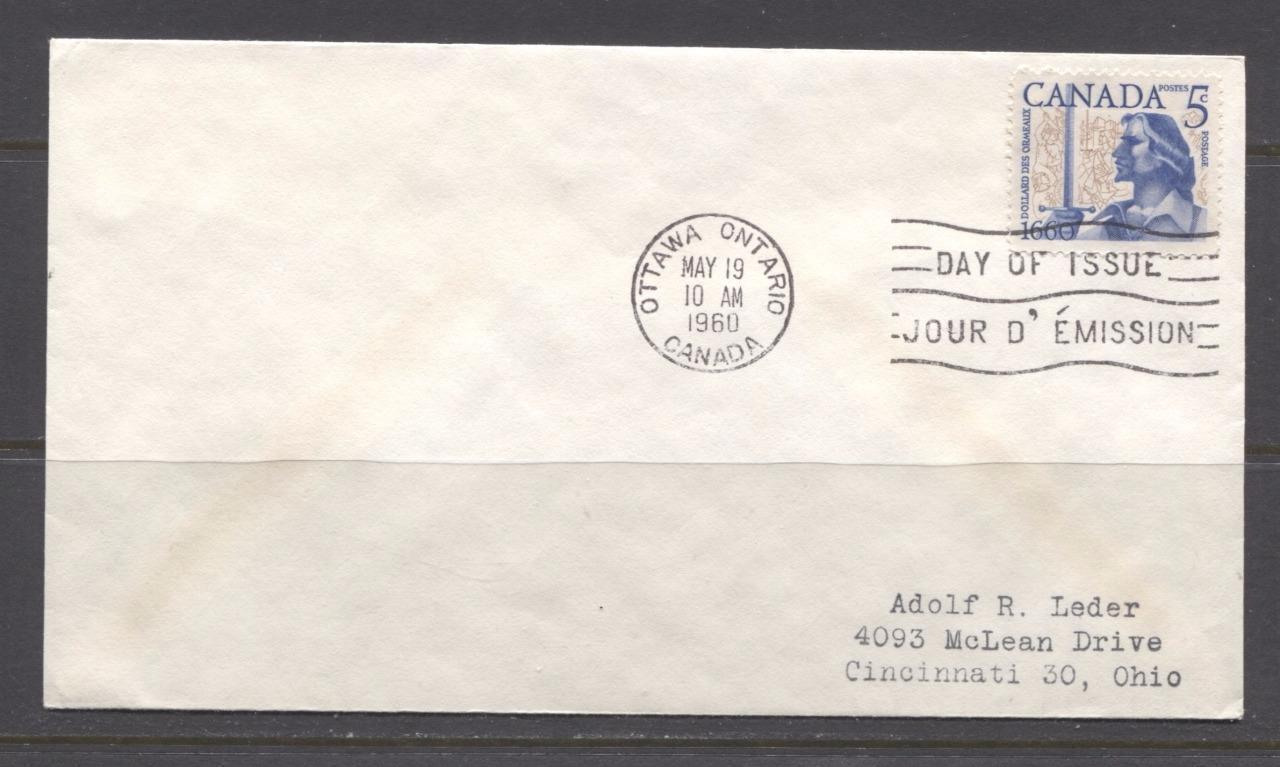 CANADA POSTES 5c
POSTAGE
DOLLARD DES ORMEAUX
1660
OTTAWA ONTARIO
MAY 19
10 AM
1960
CANADA
DAY OF ISSUE
JOUR D' ÉMISSION
Adolf R. Leder
4093 McLean Drive
Cincinnati 30, Ohio